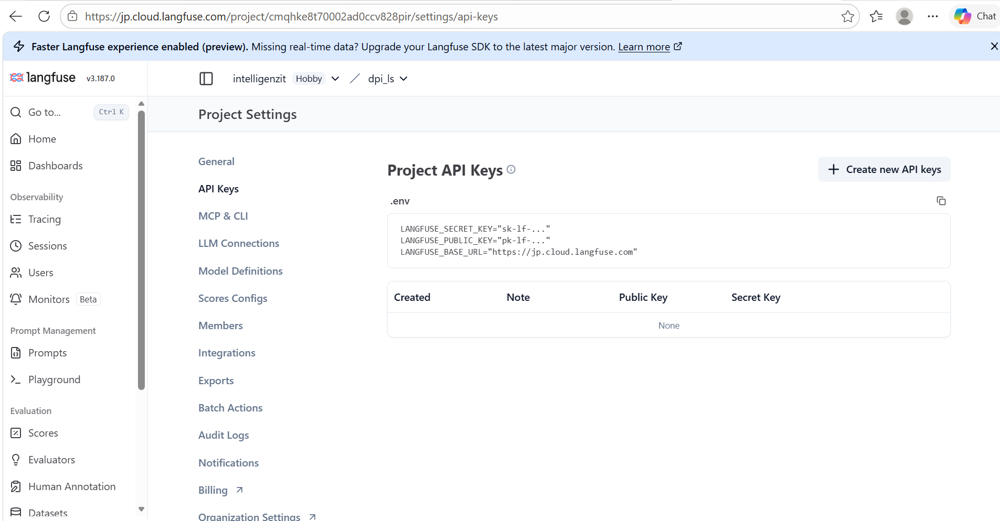 https://jp.cloud.langfuse.com/project/cmqhke8t70002ad0ccv828pir/settings/api-keys
Chat
Faster Langfuse experience enabled (preview). Missing real-time data? Upgrade your Langfuse SDK to the latest major version. Learn more
langfuse v3.187.0
intelligenzit Hobby / dpi_ls
Go to... Ctrl K
Home
Dashboards
Observability
Tracing
Sessions
Users
Monitors Beta
Prompt Management
Prompts
Playground
Evaluation
Scores
Evaluators
Human Annotation
Datasets
Project Settings
General
API Keys
MCP & CLI
LLM Connections
Model Definitions
Scores Configs
Members
Integrations
Exports
Batch Actions
Audit Logs
Notifications
Billing
Organization Settings
Project API Keys
Create new API keys
.env
LANGFUSE_SECRET_KEY="sk-lf-..."
LANGFUSE_PUBLIC_KEY="pk-lf-..."
LANGFUSE_BASE_URL="https://jp.cloud.langfuse.com"
Created Note Public Key Secret Key
None